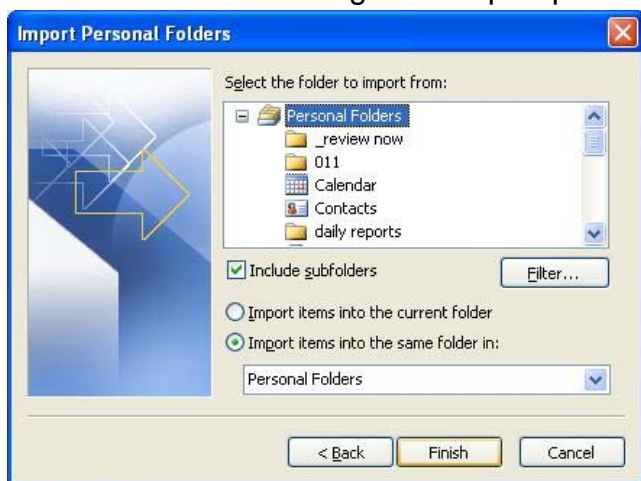 Import Personal Folders
Select the folder to import from:
Personal Folders
_review now
011
Calendar
Contacts
daily reports
Include subfolders
Filter...
Import items into the current folder
Import items into the same folder in:
Personal Folders
< Back
Finish
Cancel